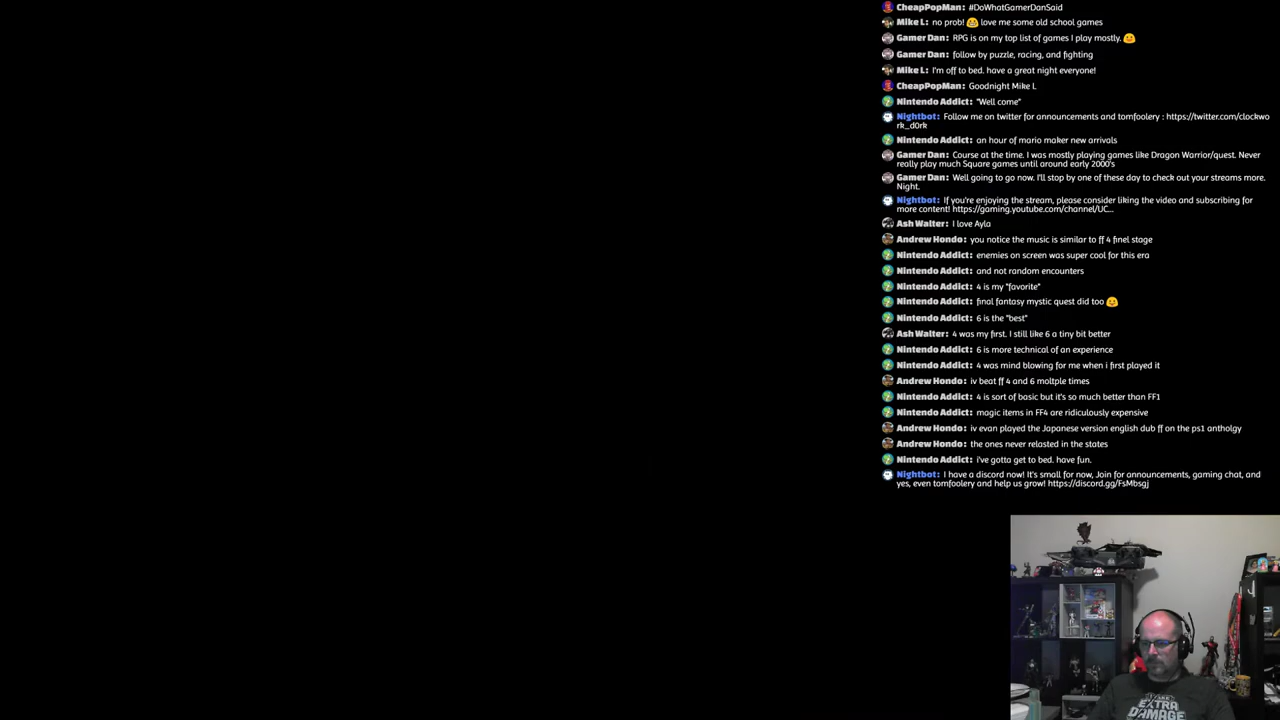 CheapPopMan: #DoWhatGamerDanSaid
Mike L: no prob! love me some old school games
Gamer Dan: RPG is on my top list of games I play mostly.
Gamer Dan: follow by puzzle, racing, and fighting
Mike L: I'm off to bed. have a great night everyone!
CheapPopMan: Goodnight Mike L
Nintendo Addict: "Well come"
Nightbot: Follow me on twitter for announcements and tomfoolery : https://twitter.com/clockwo
rk_d0rk
Nintendo Addict: an hour of mario maker new arrivals
Gamer Dan: Course at the time. I was mostly playing games like Dragon Warrior/quest. Never
really play much Square games until around early 2000's
Gamer Dan: Well going to go now. I'll stop by one of these day to check out your streams more.
Night.
Nightbot: If you're enjoying the stream, please consider liking the video and subscribing for
more content! https://gaming.youtube.com/channel/UC...
Ash Walter: I love Ayla
Andrew Hondo: you notice the music is similar to ff 4 finel stage
Nintendo Addict: enemies on screen was super cool for this era
Nintendo Addict: and not random encounters
Nintendo Addict: 4 is my "favorite"
Nintendo Addict: final fantasy mystic quest did too
Nintendo Addict: 6 is the "best"
Ash Walter: 4 was my first. I still like 6 a tiny bit better
Nintendo Addict: 6 is more technical of an experience
Nintendo Addict: 4 was mind blowing for me when i first played it
Andrew Hondo: iv beat ff 4 and 6 moltple times
Nintendo Addict: 4 is sort of basic but it's so much better than FF1
Nintendo Addict: magic items in FF4 are ridiculously expensive
Andrew Hondo: iv evan played the Japanese version english dub ff on the ps1 antholgy
Andrew Hondo: the ones never relasted in the states
Nintendo Addict: i've gotta get to bed. have fun.
Nightbot: I have a discord now! It's small for now, Join for announcements, gaming chat, and
yes, even tomfoolery and help us grow! https://discord.gg/FsMbsgj
EXTRA
DAMAGE